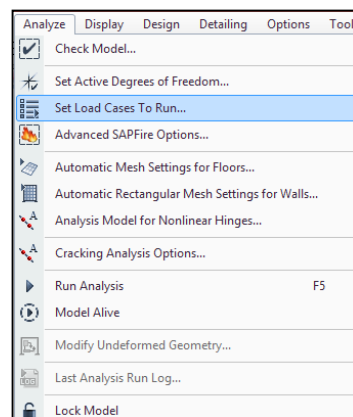 Analyze Display Design Detailing Options Tool
Check Model...
Set Active Degrees of Freedom...
Set Load Cases To Run...
Advanced SAPFire Options...
Automatic Mesh Settings for Floors...
Automatic Rectangular Mesh Settings for Walls...
A
Analysis Model for Nonlinear Hinges...
A
Cracking Analysis Options...
Run Analysis F5
Model Alive
Modify Undeformed Geometry...
LOG
Last Analysis Run Log...
Lock Model